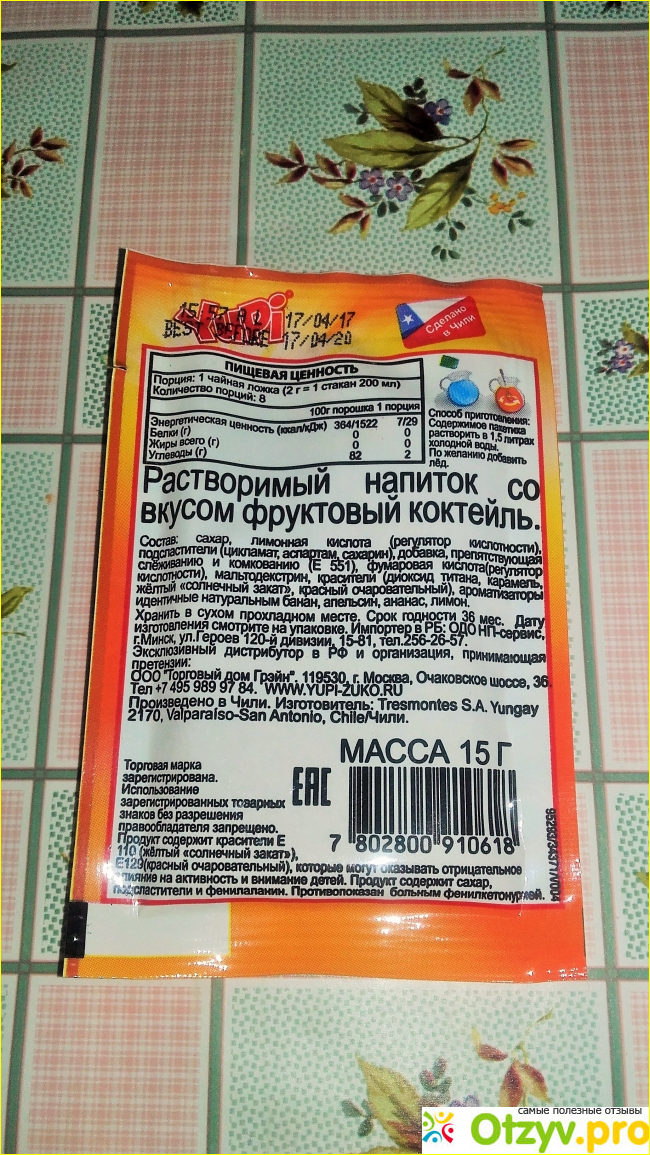 YUPi
15:57 A 2 17/04/17
BEST BEFORE 17/04/20
Сделано
в Чили
ПИЩЕВАЯ ЦЕННОСТЬ
Порция: 1 чайная ложка (2 г = 1 стакан 200 мл)
Количество порций: 8
100г порошка 1 порция
Энергетическая ценность (ккал/кДж) 364/1522 7/29
Белки (г) 0 0
Жиры всего (г) 0 0
Углеводы (г) 82 2
Способ приготовления:
Содержимое пакетика
растворить в 1,5 литрах
холодной воды.
По желанию добавить
лёд.
Растворимый напиток со
вкусом фруктовый коктейль.
Состав: сахар, лимонная кислота (регулятор кислотности),
подсластители (цикламат, аспартам, сахарин), добавка, препятствующая
слёживанию и комкованию (Е 551), фумаровая кислота(регулятор
кислотности), мальтодекстрин, красители (диоксид титана, карамель,
жёлтый «солнечный закат», красный очаровательный), ароматизаторы
идентичные натуральным банан, апельсин, ананас, лимон.
Хранить в сухом прохладном месте. Срок годности 36 мес. Дату
изготовления смотрите на упаковке. Импортер в РБ: ОДО НП-сервис,
г.Минск, ул.Героев 120-й дивизии, 15-81, тел.256-26-57.
Эксклюзивный дистрибутор в РФ и организация, принимающая
претензии:
ООО "Торговый дом Грэйн". 119530, г. Москва, Очаковское шоссе, 36.
Тел +7 495 989 97 84. WWW.YUPI-ZUKO.RU
Произведено в Чили. Изготовитель: Tresmontes S.A. Yungay
2170, Valparaiso-San Antonio, Chile/Чили.
МАССА 15 Г
Торговая марка
зарегистрирована.
Использование
зарегистрированных товарных
знаков без разрешения
правообладателя запрещено.
Продукт содержит красители Е
110 (жёлтый «солнечный закат»),
Е129(красный очаровательный), которые могут оказывать отрицательное
влияние на активность и внимание детей. Продукт содержит сахар,
подсластители и фенилаланин. Противопоказан больным фенилкетонурией.
EAC
7 802800 910618
самые полезные отзывы
Otzyv.pro